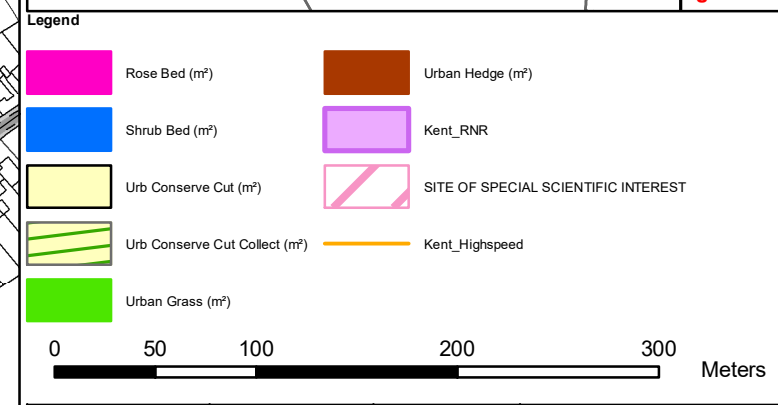 Legend
Rose Bed (m²)
Shrub Bed (m²)
Urb Conserve Cut (m²)
Urb Conserve Cut Collect (m²)
Urban Grass (m²)
Urban Hedge (m²)
Kent_RNR
SITE OF SPECIAL SCIENTIFIC INTEREST
Kent_Highspeed
0 50 100 200 300
Meters